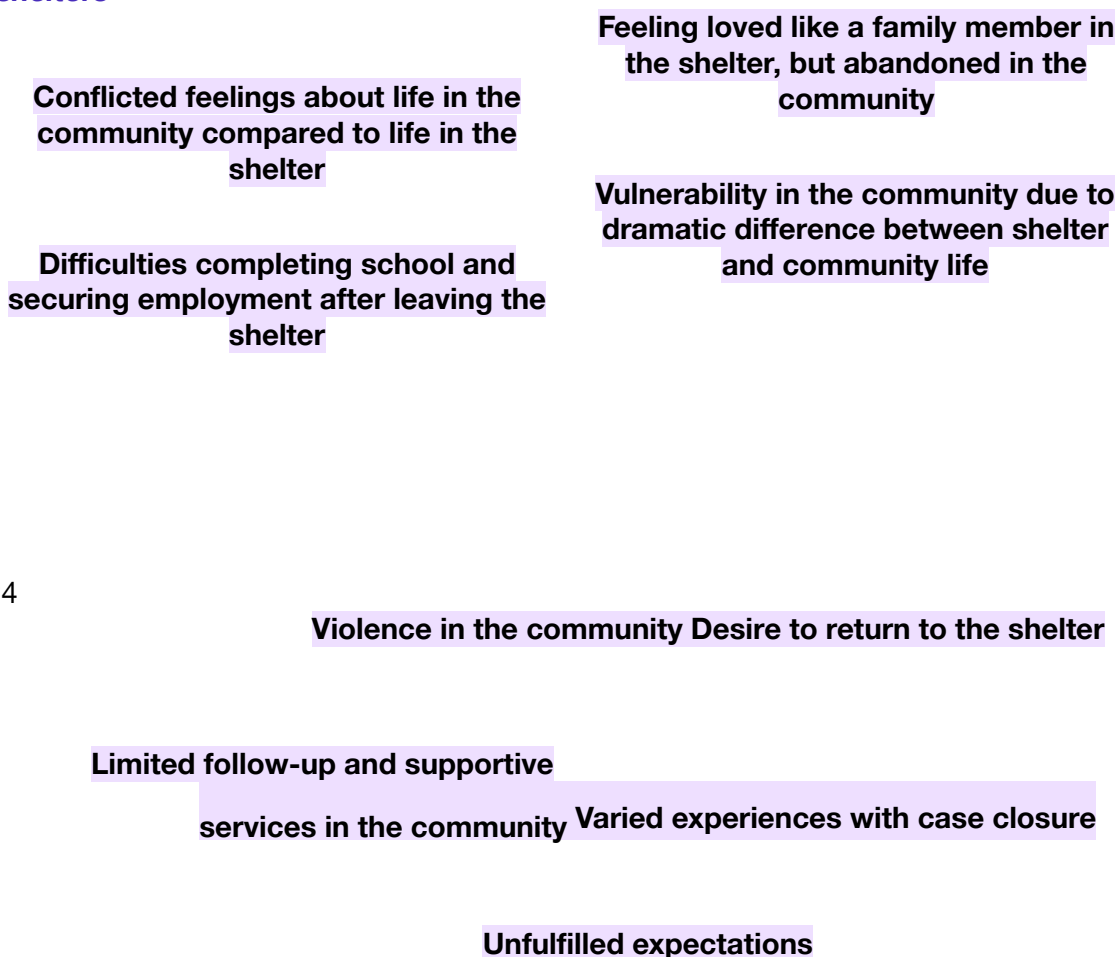 Feeling loved like a family member in
the shelter, but abandoned in the
community
Conflicted feelings about life in the
community compared to life in the
shelter
Vulnerability in the community due to
dramatic difference between shelter
and community life
Difficulties completing school and
securing employment after leaving the
shelter
4
Violence in the community Desire to return to the shelter
Limited follow-up and supportive
services in the community Varied experiences with case closure
Unfulfilled expectations